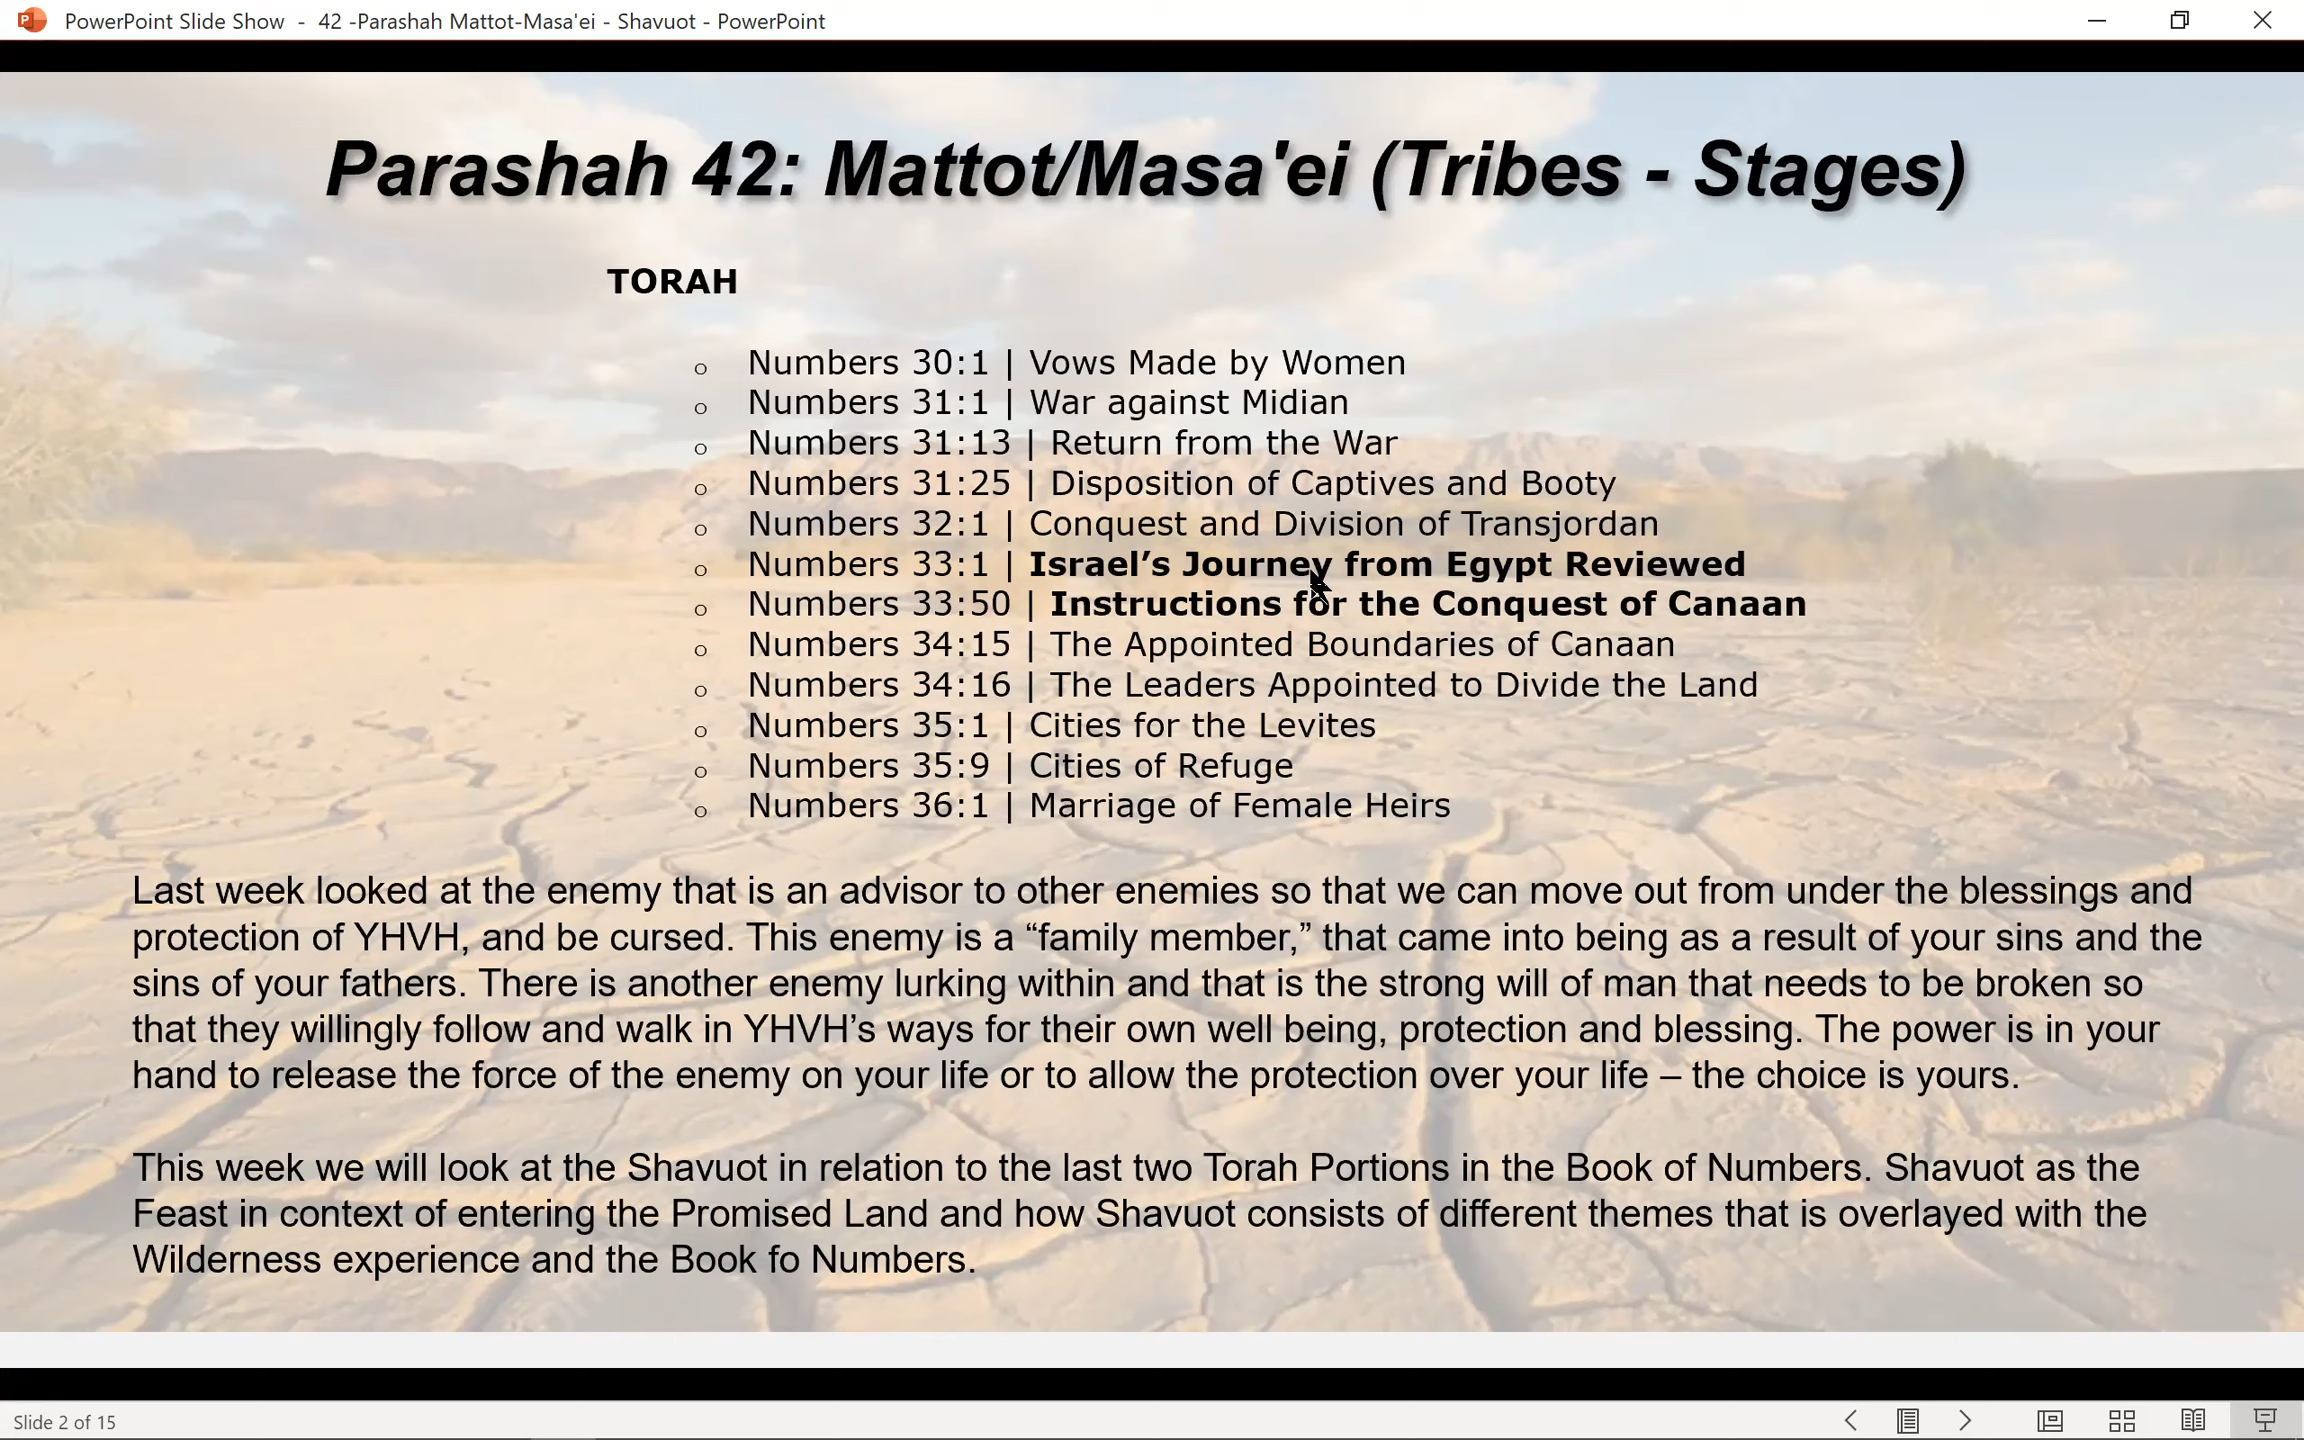 PowerPoint Slide Show - 42 -Parashah Mattot-Masa'ei - Shavuot - PowerPoint
Parashah 42: Mattot/Masa'ei (Tribes - Stages)
TORAH
o Numbers 30:1 | Vows Made by Women
o Numbers 31:1 | War against Midian
o Numbers 31:13 | Return from the War
o Numbers 31:25 | Disposition of Captives and Booty
o Numbers 32:1 | Conquest and Division of Transjordan
o Numbers 33:1 | Israel’s Journey from Egypt Reviewed
o Numbers 33:50 | Instructions for the Conquest of Canaan
o Numbers 34:15 | The Appointed Boundaries of Canaan
o Numbers 34:16 | The Leaders Appointed to Divide the Land
o Numbers 35:1 | Cities for the Levites
o Numbers 35:9 | Cities of Refuge
o Numbers 36:1 | Marriage of Female Heirs
Last week looked at the enemy that is an advisor to other enemies so that we can move out from under the blessings and
protection of YHVH, and be cursed. This enemy is a “family member,” that came into being as a result of your sins and the
sins of your fathers. There is another enemy lurking within and that is the strong will of man that needs to be broken so
that they willingly follow and walk in YHVH’s ways for their own well being, protection and blessing. The power is in your
hand to release the force of the enemy on your life or to allow the protection over your life – the choice is yours.
This week we will look at the Shavuot in relation to the last two Torah Portions in the Book of Numbers. Shavuot as the
Feast in context of entering the Promised Land and how Shavuot consists of different themes that is overlayed with the
Wilderness experience and the Book fo Numbers.
Slide 2 of 15